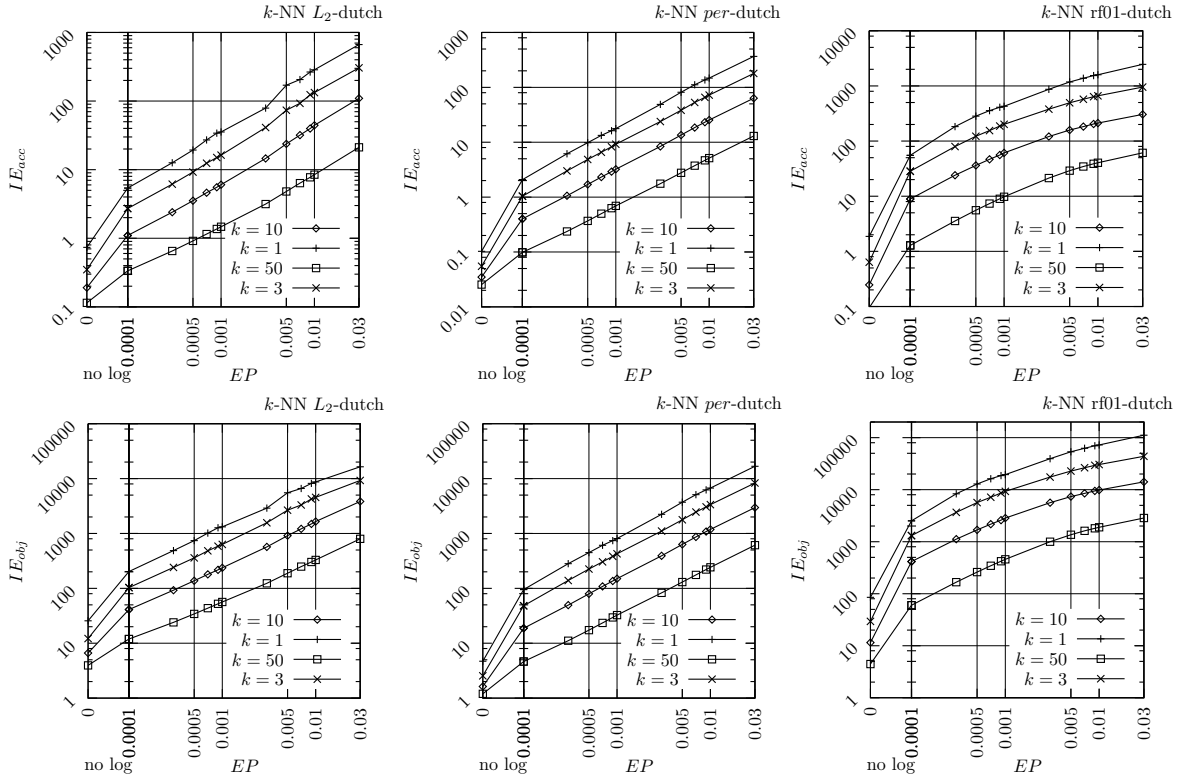 k-NN L₂-dutch
1000
100
10
1
0.1
IE_acc
k = 10
k = 1
k = 50
k = 3
0
0.0001
0.0005
0.001
0.005
0.01
0.03
no log
EP
k-NN per-dutch
1000
100
10
1
0.1
0.01
IE_acc
k = 10
k = 1
k = 50
k = 3
0
0.0001
0.0005
0.001
0.005
0.01
0.03
no log
EP
k-NN rf01-dutch
10000
1000
100
10
1
0.1
IE_acc
k = 10
k = 1
k = 50
k = 3
0
0.0001
0.0005
0.001
0.005
0.01
0.03
no log
EP
k-NN L₂-dutch
100000
10000
1000
100
10
1
IE_obj
k = 10
k = 1
k = 50
k = 3
0
0.0001
0.0005
0.001
0.005
0.01
0.03
no log
EP
k-NN per-dutch
100000
10000
1000
100
10
1
IE_obj
k = 10
k = 1
k = 50
k = 3
0
0.0001
0.0005
0.001
0.005
0.01
0.03
no log
EP
k-NN rf01-dutch
100000
10000
1000
100
10
1
IE_obj
k = 10
k = 1
k = 50
k = 3
0
0.0001
0.0005
0.001
0.005
0.01
0.03
no log
EP